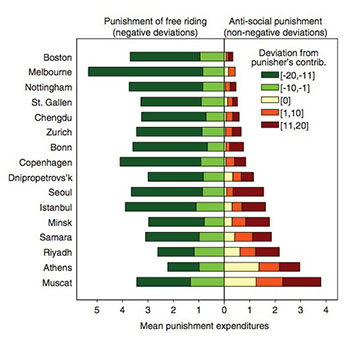 Punishment of free riding
(negative deviations)
Anti-social punishment
(non-negative deviations)
Deviation from
punisher's contrib.
[-20,-11]
[-10,-1]
[0]
[1,10]
[11,20]
Boston
Melbourne
Nottingham
St. Gallen
Chengdu
Zurich
Bonn
Copenhagen
Dnipropetrovs'k
Seoul
Istanbul
Minsk
Samara
Riyadh
Athens
Muscat
5 4 3 2 1 0 1 2 3 4
Mean punishment expenditures